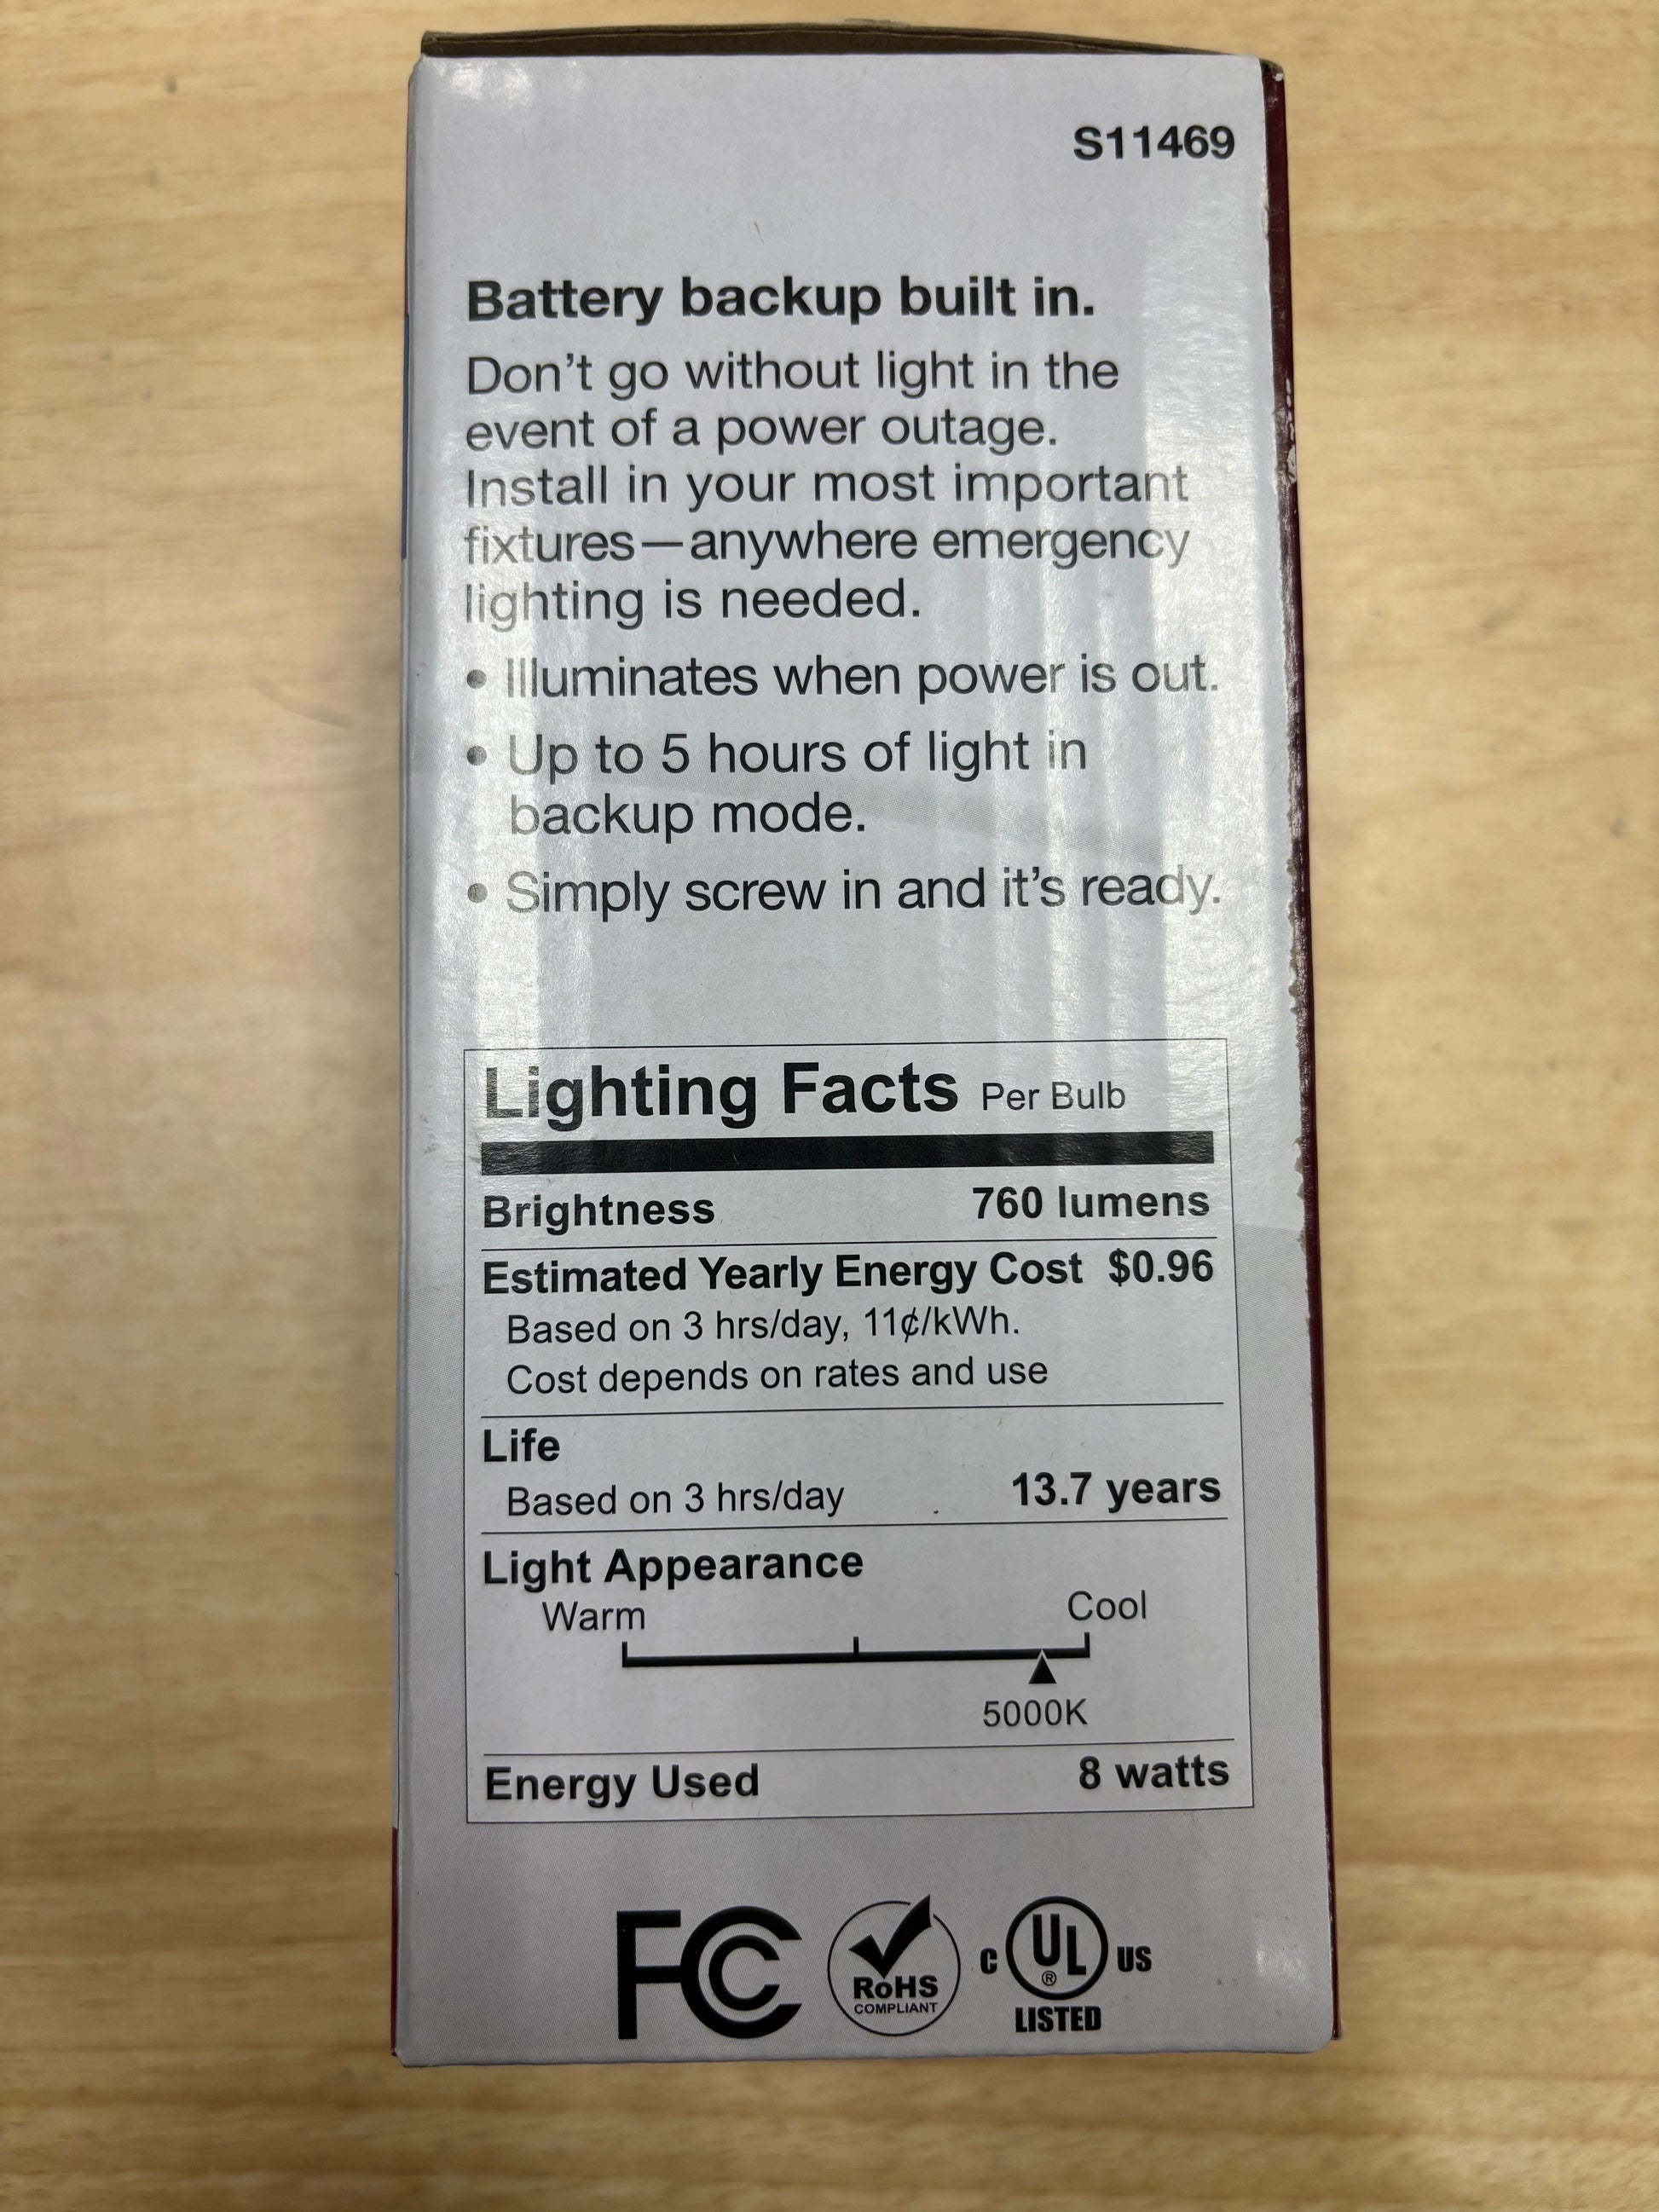 S11469
Battery backup built in.
Don't go without light in the
event of a power outage.
Install in your most important
fixtures—anywhere emergency
lighting is needed.
• Illuminates when power is out.
• Up to 5 hours of light in
backup mode.
• Simply screw in and it's ready.
Lighting Facts Per Bulb
Brightness 760 lumens
Estimated Yearly Energy Cost $0.96
Based on 3 hrs/day, 11¢/kWh.
Cost depends on rates and use
Life
Based on 3 hrs/day 13.7 years
Light Appearance
Warm Cool
5000K
Energy Used 8 watts
FC
RoHS
COMPLIANT
C UL® US
LISTED